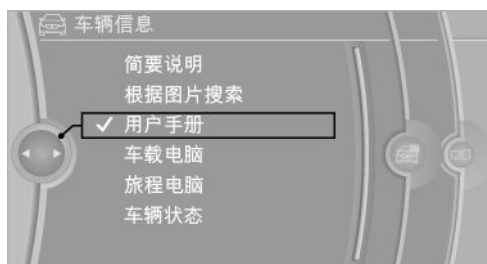 车辆信息
简要说明
根据图片搜索
用户手册
车载电脑
旅程电脑
车辆状态